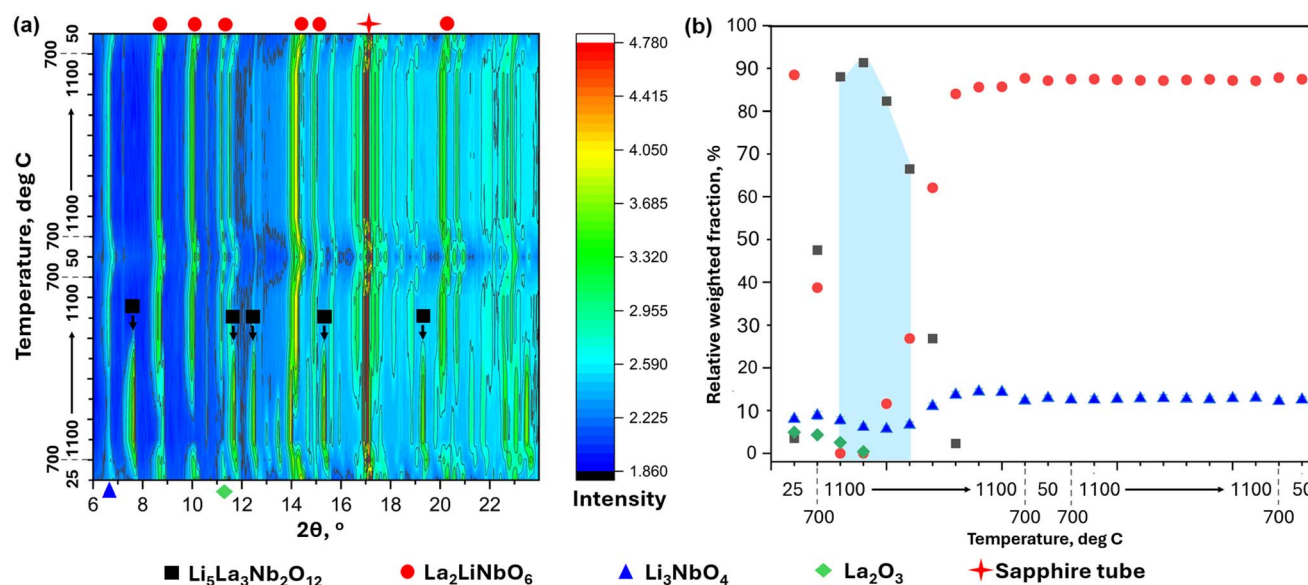 (a)
Temperature, deg C
50
700
1100
1100
700
50
700
1100
1100
700
25
6 8 10 12 14 16 18 20 22
2θ, º
4.780
4.415
4.050
3.685
3.320
2.955
2.590
2.225
1.860
Intensity
(b)
Relative weighted fraction, %
100
90
80
70
60
50
40
30
20
10
0
25 1100 1100 50 1100 1100 50
700 700 700 700
Temperature, deg C
Li₅La₃Nb₂O₁₂ La₂LiNbO₆ Li₃NbO₄ La₂O₃ Sapphire tube